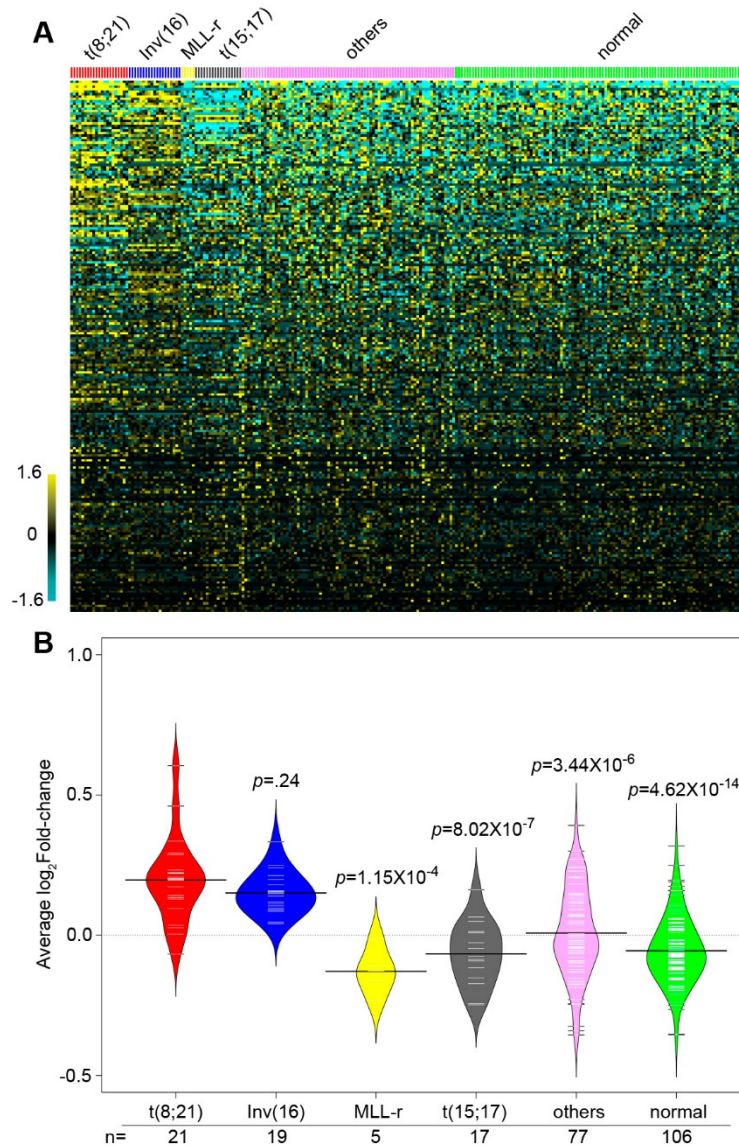 A
t(8;21)
Inv(16)
MLL-r
t(15;17)
others
normal
1.6
0
-1.6
B
1.0
0.5
0.0
-0.5
Average log₂Fold-change
p=.24
p=1.15X10⁻⁴
p=8.02X10⁻⁷
p=3.44X10⁻⁶
p=4.62X10⁻¹⁴
t(8;21) Inv(16) MLL-r t(15;17) others normal
n= 21 19 5 17 77 106